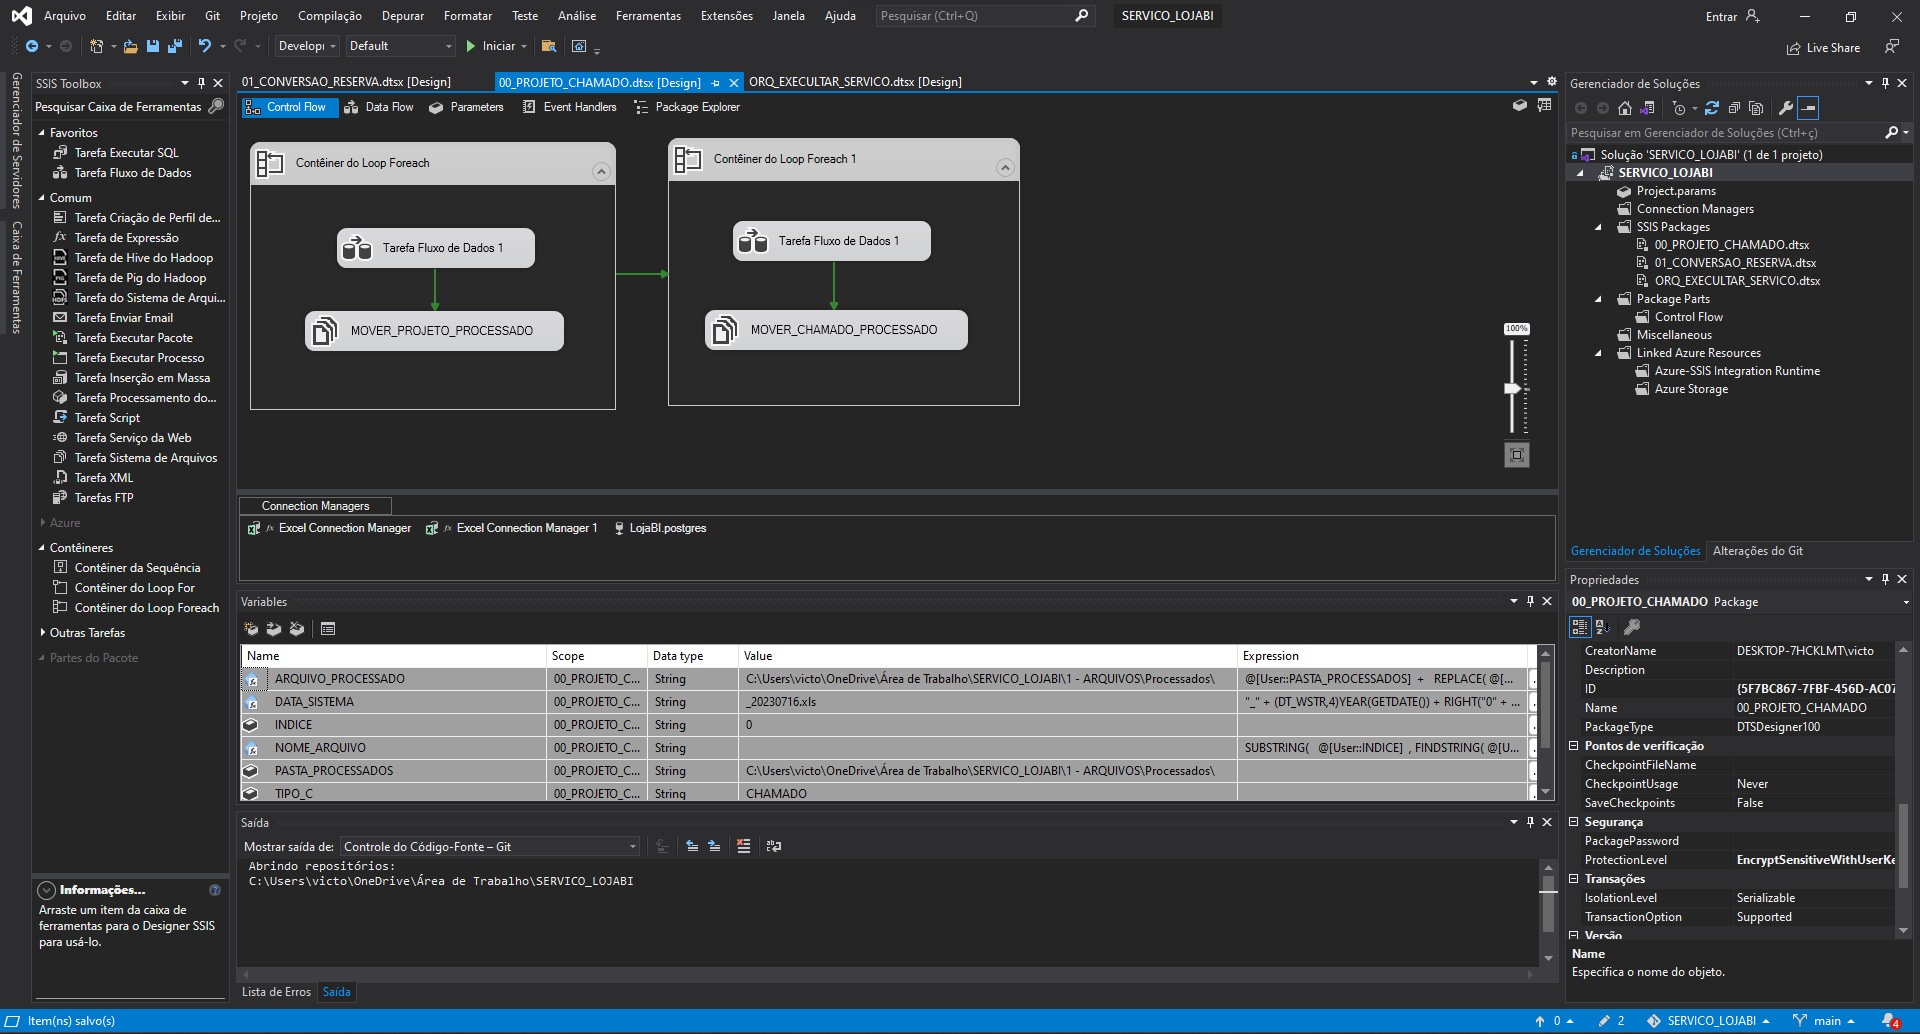 Arquivo Editar Exibir Git Projeto Compilação Depurar Formatar Teste Análise Ferramentas Extensões Janela Ajuda Pesquisar (Ctrl+Q) SERVICO_LOJABI Entrar
Develop Default Iniciar Live Share
Gerenciador de Servidores
Caixa de Ferramentas
SSIS Toolbox
Pesquisar Caixa de Ferramentas
Favoritos
Tarefa Executar SQL
Tarefa Fluxo de Dados
Comum
Tarefa Criação de Perfil de...
Tarefa de Expressão
Tarefa de Hive do Hadoop
Tarefa de Pig do Hadoop
Tarefa do Sistema de Arqui...
Tarefa Enviar Email
Tarefa Executar Pacote
Tarefa Executar Processo
Tarefa Inserção em Massa
Tarefa Processamento do...
Tarefa Script
Tarefa Serviço da Web
Tarefa Sistema de Arquivos
Tarefa XML
Tarefas FTP
Azure
Contêineres
Contêiner da Sequência
Contêiner do Loop For
Contêiner do Loop Foreach
Outras Tarefas
Partes do Pacote
Informações...
Arraste um item da caixa de
ferramentas para o Designer SSIS
para usá-lo.
01_CONVERSAO_RESERVA.dtsx [Design] 00_PROJETO_CHAMADO.dtsx [Design] ORQ_EXECULTAR_SERVICO.dtsx [Design]
Control Flow Data Flow Parameters Event Handlers Package Explorer
Contêiner do Loop Foreach
Tarefa Fluxo de Dados 1
MOVER_PROJETO_PROCESSADO
Contêiner do Loop Foreach 1
Tarefa Fluxo de Dados 1
MOVER_CHAMADO_PROCESSADO
100%
Connection Managers
Excel Connection Manager Excel Connection Manager 1 LojaBI.postgres
Variables
Name Scope Data type Value Expression
ARQUIVO_PROCESSADO 00_PROJETO_C... String C:\Users\victo\OneDrive\Área de Trabalho\SERVICO_LOJABI\1 - ARQUIVOS\Processados\ @[User::PASTA_PROCESSADOS] + REPLACE( @[...
DATA_SISTEMA 00_PROJETO_C... String _20230716.xls "_" + (DT_WSTR,4)YEAR(GETDATE()) + RIGHT("0" + ...
INDICE 00_PROJETO_C... String 0
NOME_ARQUIVO 00_PROJETO_C... String SUBSTRING( @[User::INDICE] , FINDSTRING( @[U...
PASTA_PROCESSADOS 00_PROJETO_C... String C:\Users\victo\OneDrive\Área de Trabalho\SERVICO_LOJABI\1 - ARQUIVOS\Processados\
TIPO_C 00_PROJETO_C... String CHAMADO
Saída
Mostrar saída de: Controle do Código-Fonte – Git
Abrindo repositórios:
C:\Users\victo\OneDrive\Área de Trabalho\SERVICO_LOJABI
Lista de Erros Saída
Gerenciador de Soluções
Pesquisar em Gerenciador de Soluções (Ctrl+ç)
Solução 'SERVICO_LOJABI' (1 de 1 projeto)
SERVICO_LOJABI
Project.params
Connection Managers
SSIS Packages
00_PROJETO_CHAMADO.dtsx
01_CONVERSAO_RESERVA.dtsx
ORQ_EXECULTAR_SERVICO.dtsx
Package Parts
Control Flow
Miscellaneous
Linked Azure Resources
Azure-SSIS Integration Runtime
Azure Storage
Gerenciador de Soluções Alterações do Git
Propriedades
00_PROJETO_CHAMADO Package
CreatorName DESKTOP-7HCKLMT\victo
Description
ID {5F7BC867-7FBF-456D-AC07
Name 00_PROJETO_CHAMADO
PackageType DTSDesigner100
Pontos de verificação
CheckpointFileName
CheckpointUsage Never
SaveCheckpoints False
Segurança
PackagePassword
ProtectionLevel EncryptSensitiveWithUserKe
Transações
IsolationLevel Serializable
TransactionOption Supported
Versão
Name
Especifica o nome do objeto.
Item(ns) salvo(s) 0 2 SERVICO_LOJABI main 4